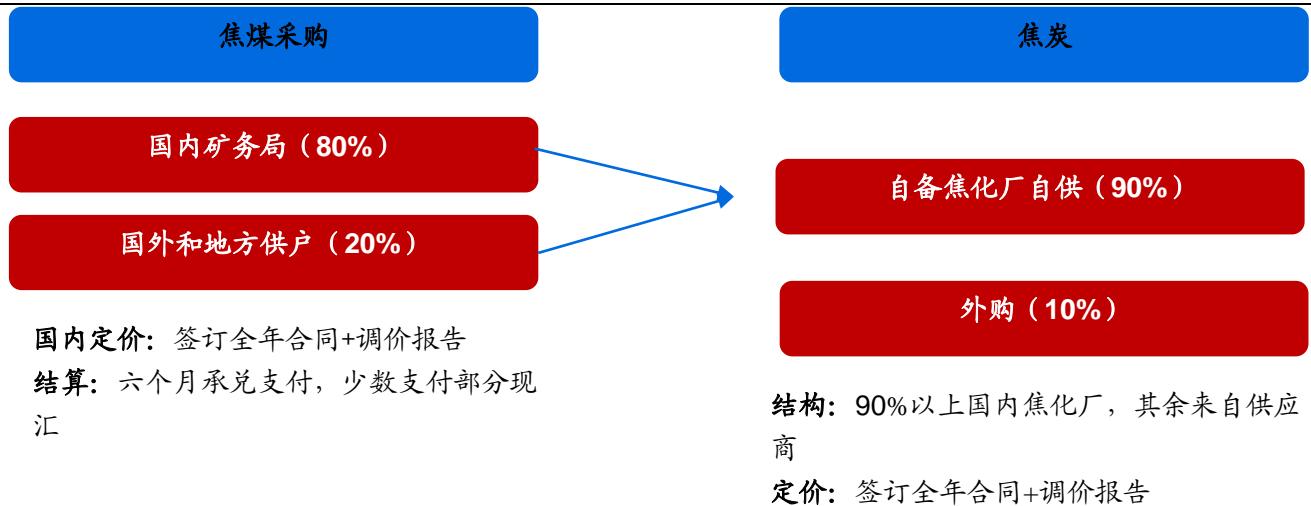 焦煤采购
国内矿务局（80%）
国外和地方供户（20%）
国内定价：签订全年合同+调价报告
结算：六个月承兑支付，少数支付部分现
汇
焦炭
自备焦化厂自供（90%）
外购（10%）
结构：90%以上国内焦化厂，其余来自供应
商
定价：签订全年合同+调价报告